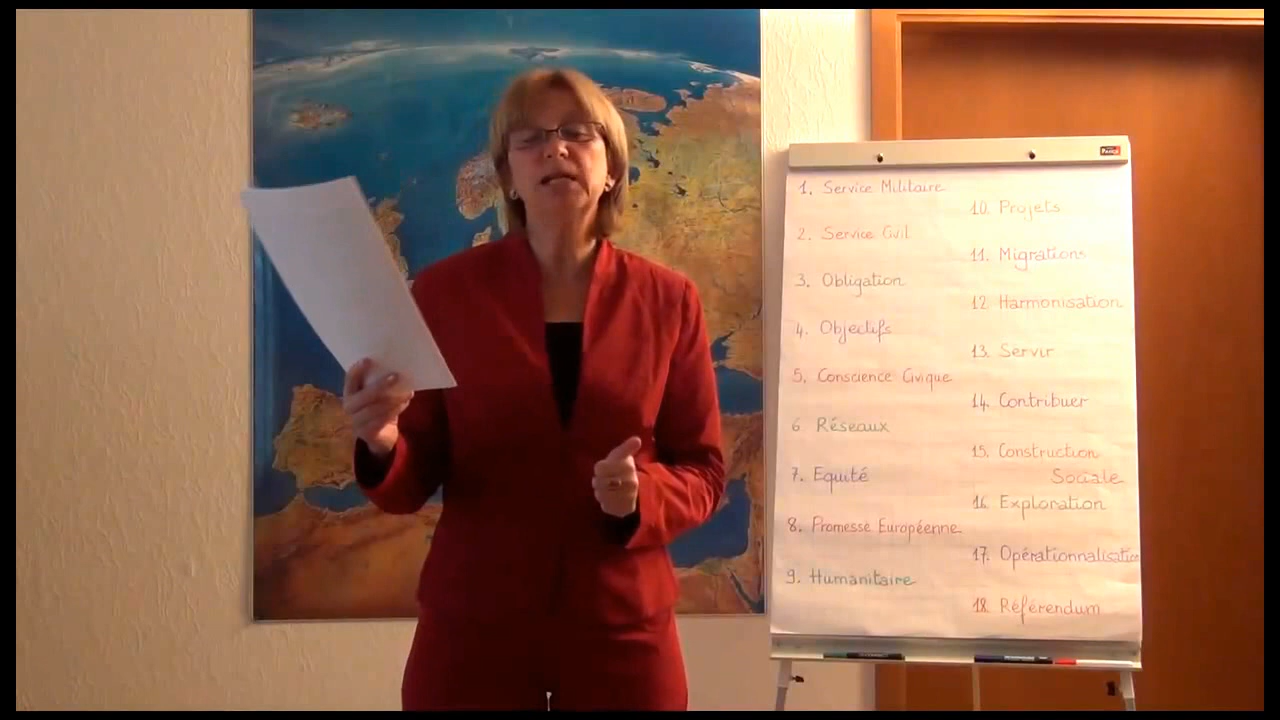 1. Service Militaire
2. Service Civil
3. Obligation
4. Objectifs
5. Conscience Civique
6 Réseaux
7. Equité
8. Promesse Européenne
9. Humanitaire
10. Projets
11. Migrations
12 Harmonisation
13. Servir
14. Contribuer
15. Construction
Sociale
16. Exploration
17. Opérationnalisation
18. Référendum